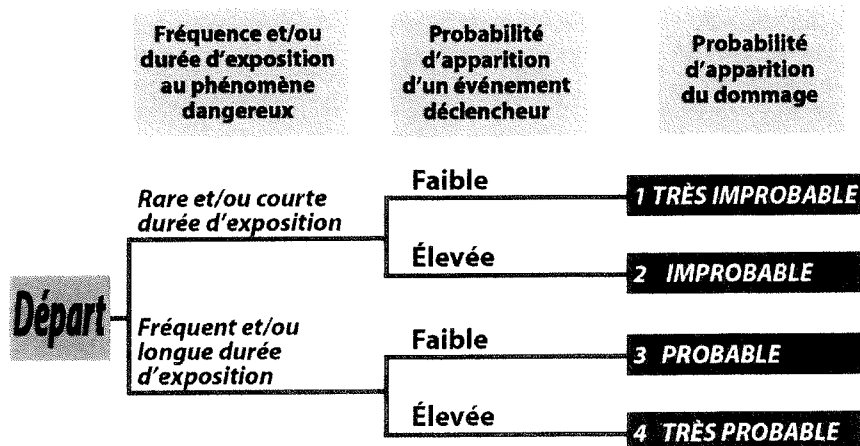 Fréquence et/ou
durée d'exposition
au phénomène
dangereux
Probabilité
d'apparition
d'un événement
déclencheur
Probabilité
d'apparition
du dommage
Départ
Rare et/ou courte
durée d'exposition
Faible
1 TRÈS IMPROBABLE
Élevée
2 IMPROBABLE
Fréquent et/ou
longue durée
d'exposition
Faible
3 PROBABLE
Élevée
4 TRÈS PROBABLE